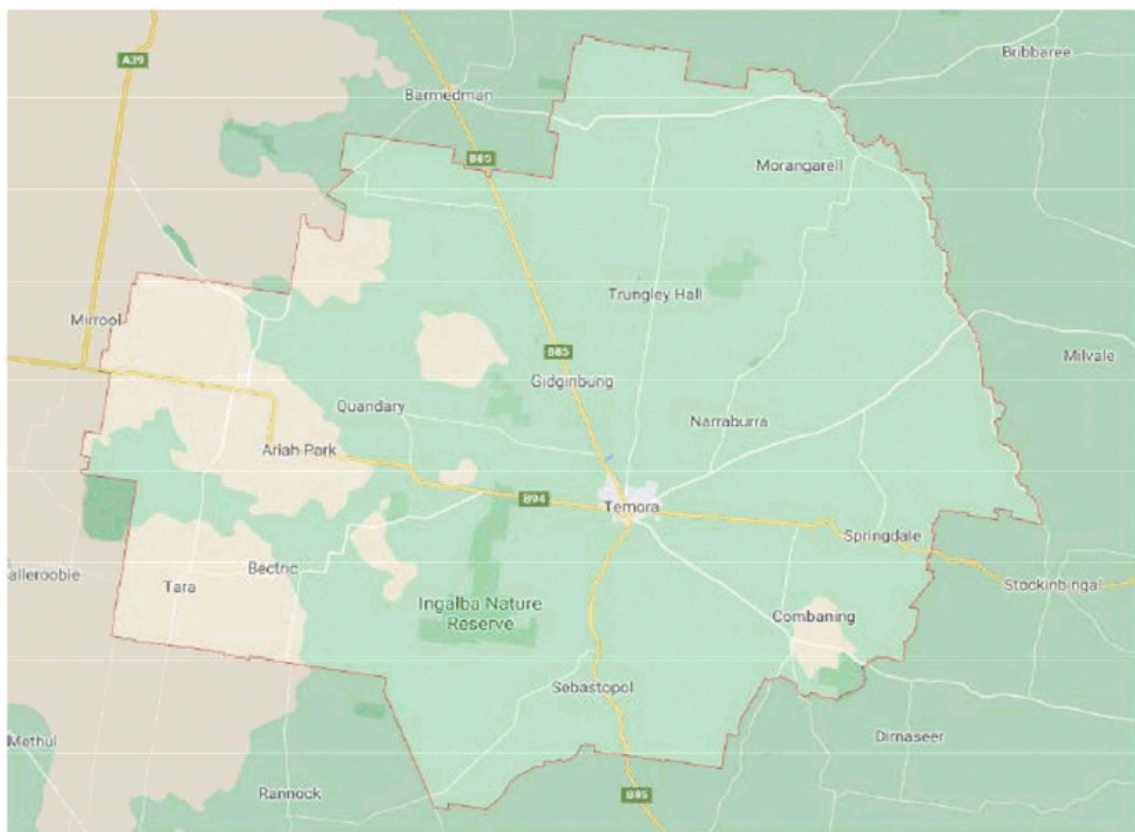 Bribbaree
A39
Barmedman
B85
Morangarell
Trungley Hall
Mirrool
B85
Milvale
Gidginbung
Quandary
Narraburra
Ariah Park
B94
Temora
Springdale
Bectric
Tara
Stockinbingal
Ingalba Nature
Reserve
Combaning
Sebastopol
Methul
Dirnaseer
Rannock
B85